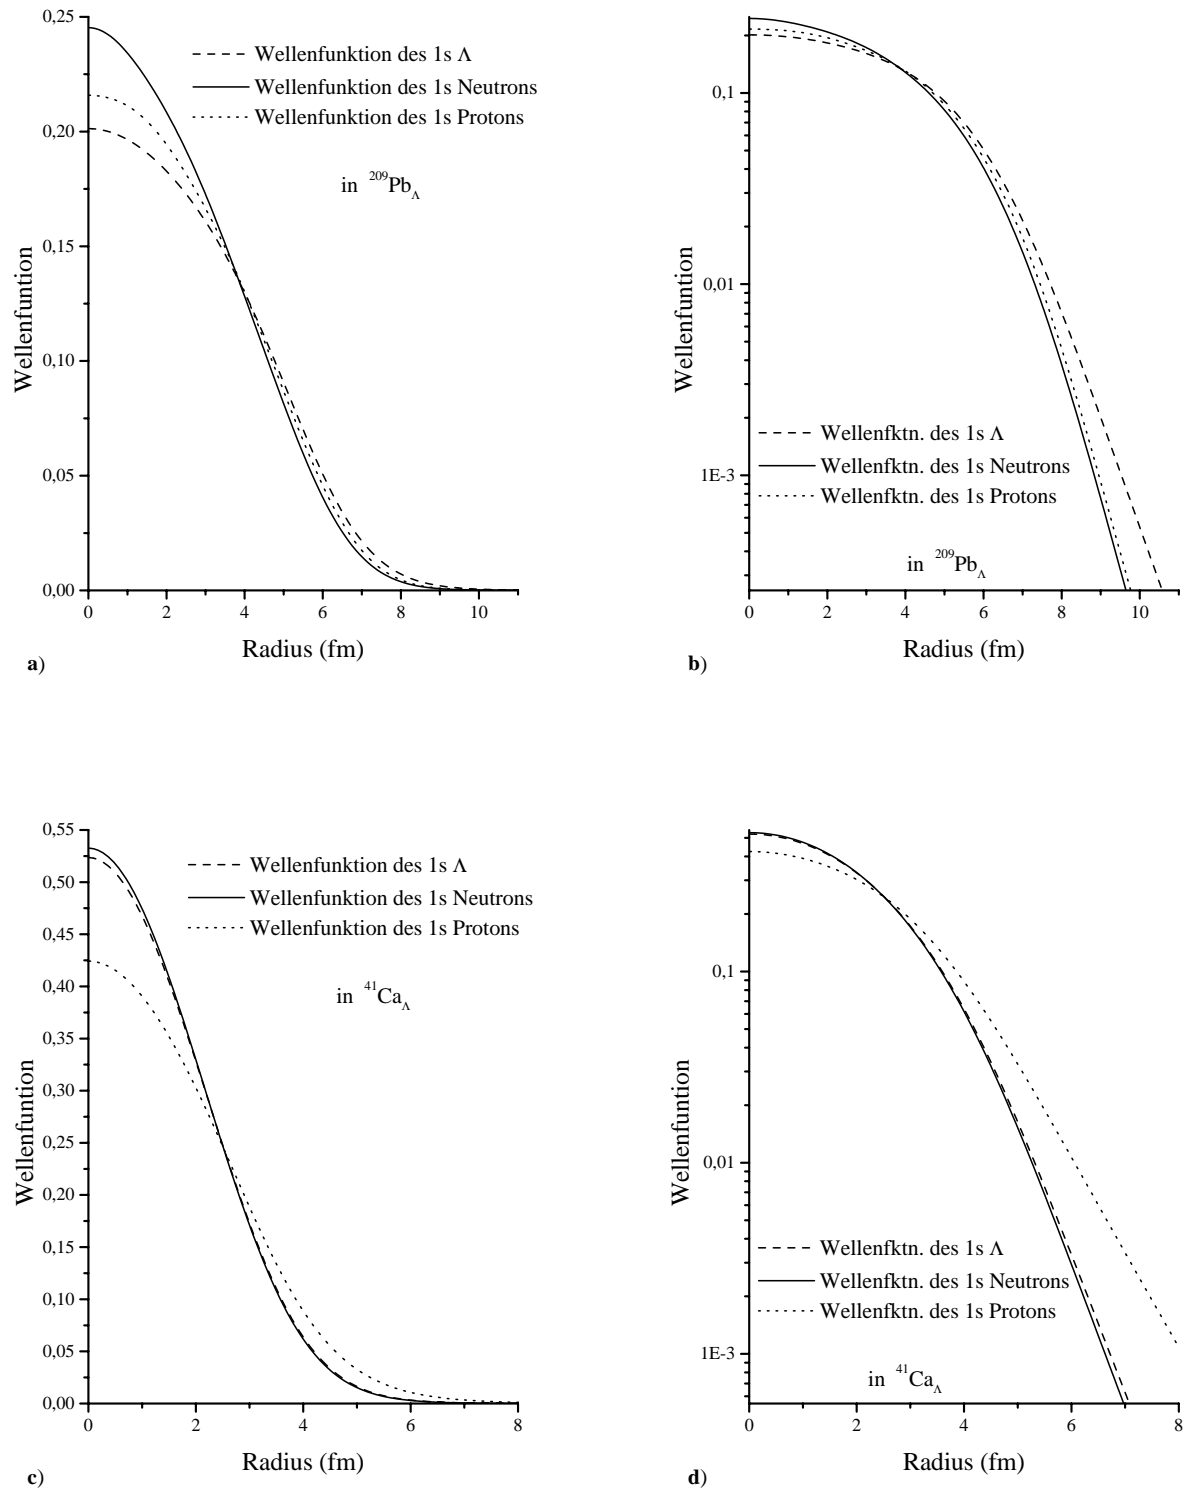 0,25
0,20
0,15
0,10
0,05
0,00
Wellenfuntion
Wellenfunktion des 1s Λ
Wellenfunktion des 1s Neutrons
Wellenfunktion des 1s Protons
in ²⁰⁹Pb_Λ
0 2 4 6 8 10
Radius (fm)
a)
0,1
0,01
1E-3
Wellenfuntion
Wellenfktn. des 1s Λ
Wellenfktn. des 1s Neutrons
Wellenfktn. des 1s Protons
in ²⁰⁹Pb_Λ
0 2 4 6 8 10
Radius (fm)
b)
0,55
0,50
0,45
0,40
0,35
0,30
0,25
0,20
0,15
0,10
0,05
0,00
Wellenfuntion
Wellenfunktion des 1s Λ
Wellenfunktion des 1s Neutrons
Wellenfunktion des 1s Protons
in ⁴¹Ca_Λ
0 2 4 6 8
Radius (fm)
c)
0,1
0,01
1E-3
Wellenfuntion
Wellenfktn. des 1s Λ
Wellenfktn. des 1s Neutrons
Wellenfktn. des 1s Protons
in ⁴¹Ca_Λ
0 2 4 6 8
Radius (fm)
d)